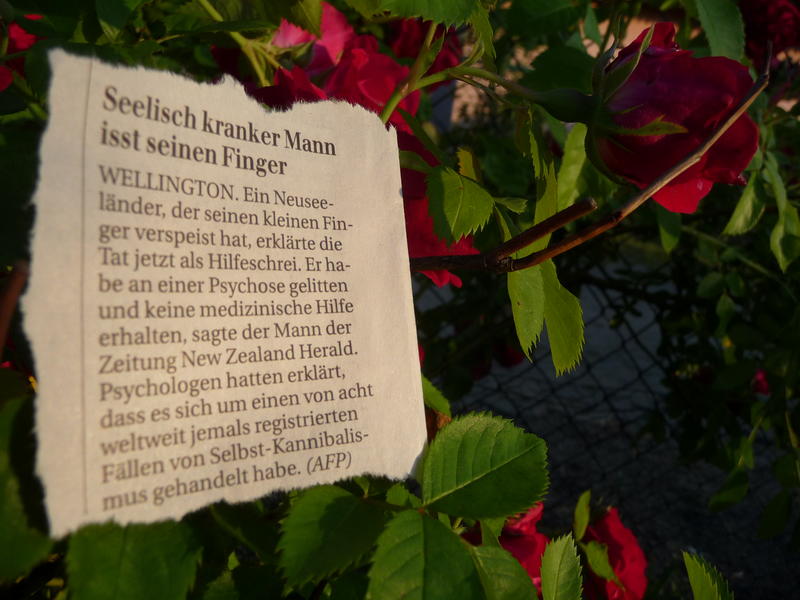 Seelisch kranker Mann
isst seinen Finger
WELLINGTON. Ein Neusee-
länder, der seinen kleinen Fin-
ger verspeist hat, erklärte die
Tat jetzt als Hilfeschrei. Er ha-
be an einer Psychose gelitten
und keine medizinische Hilfe
erhalten, sagte der Mann der
Zeitung New Zealand Herald.
Psychologen hatten erklärt,
dass es sich um einen von acht
weltweit jemals registrierten
Fällen von Selbst-Kannibalis-
mus gehandelt habe. (AFP)